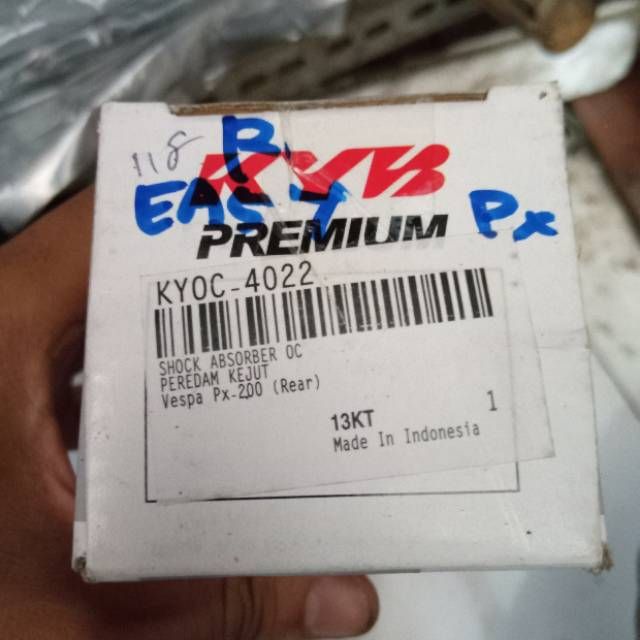 118
B.
KYB
EAST Px
PREMIUM
KYOC-4022
SHOCK ABSORBER OC
PEREDAM KEJUT
Vespa Px-200 (Rear)
1
13KT
Made In Indonesia